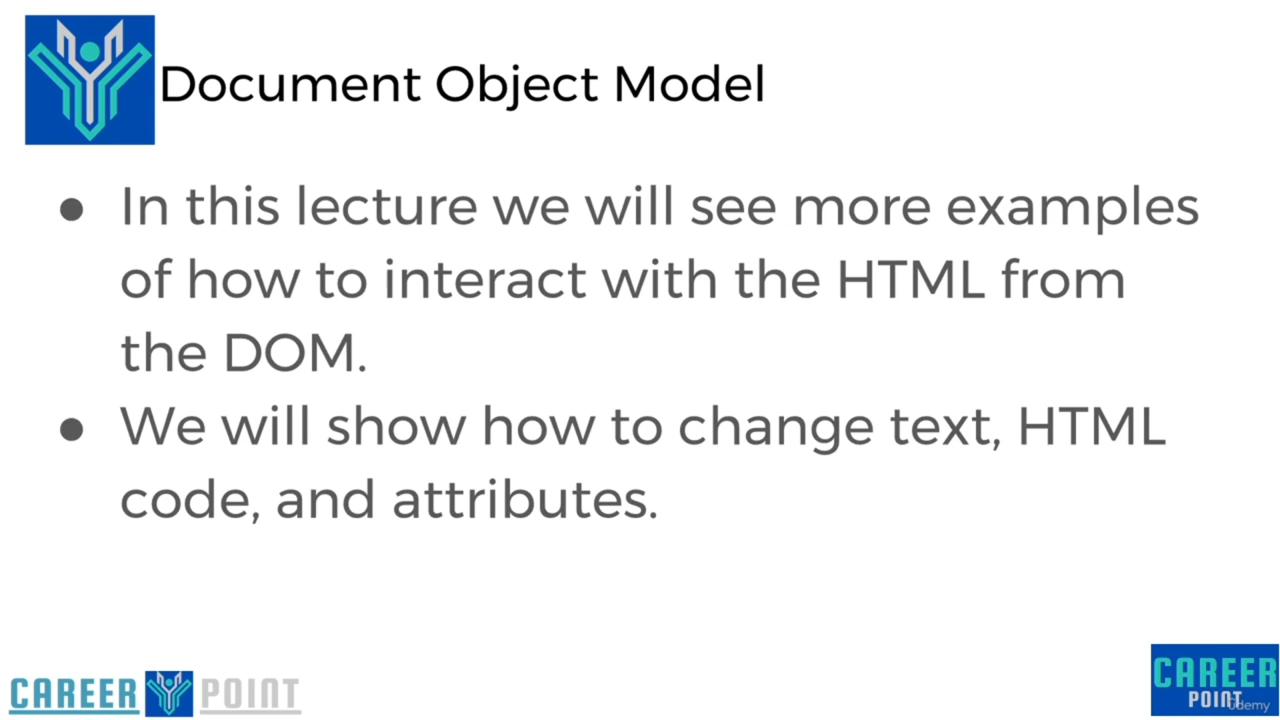 Document Object Model
● In this lecture we will see more examples
of how to interact with the HTML from
the DOM.
● We will show how to change text, HTML
code, and attributes.
CAREER POINT
CAREER
POINT
Udemy